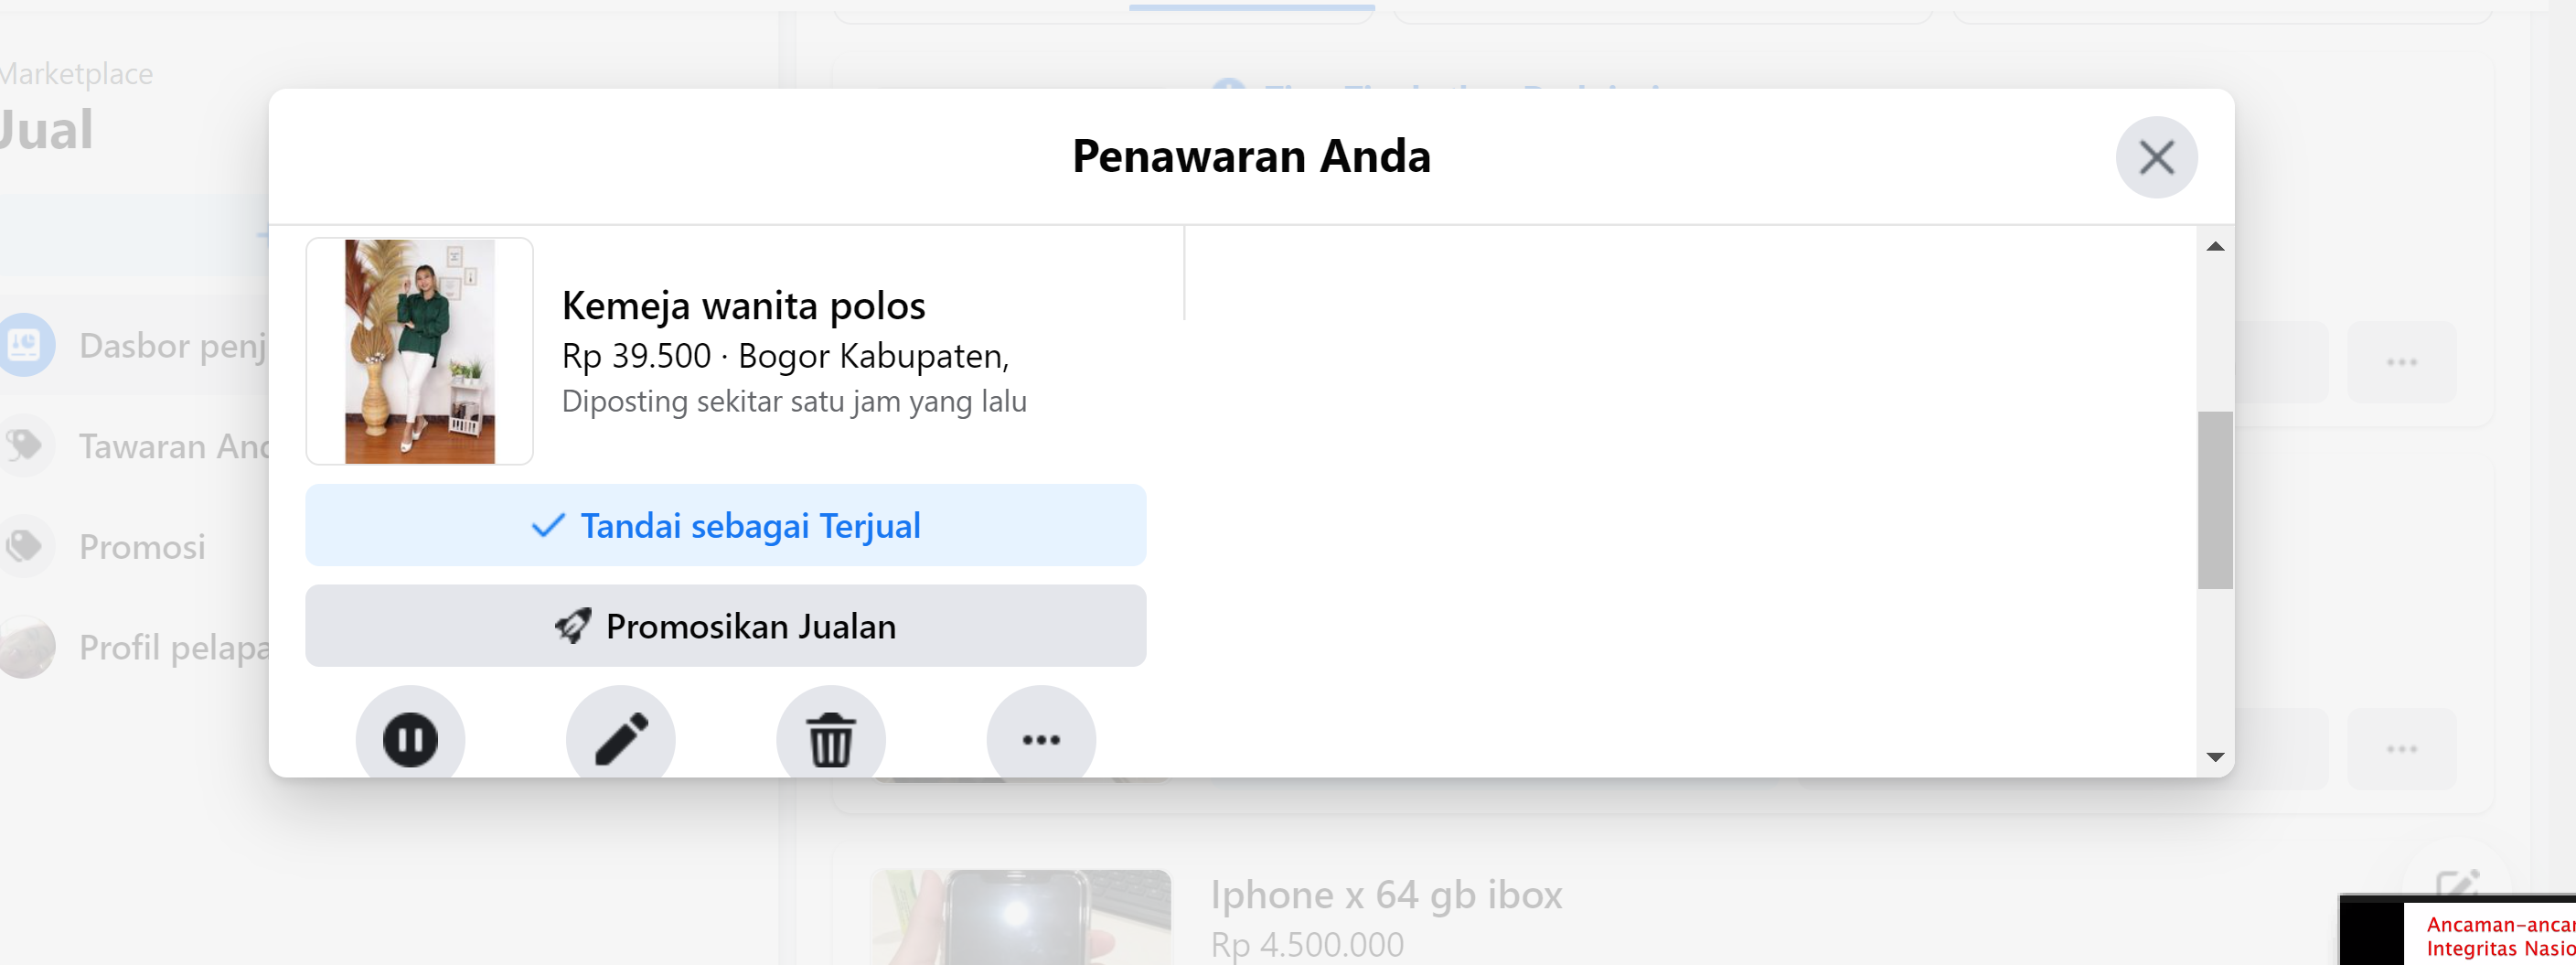 Marketplace
Jual
Penawaran Anda
Kemeja wanita polos
Rp 39.500 · Bogor Kabupaten,
Diposting sekitar satu jam yang lalu
Tandai sebagai Terjual
Promosikan Jualan
Dasbor penj
Tawaran And
Promosi
Profil pelapa
Iphone x 64 gb ibox
Rp 4.500.000
Ancaman-ancam
Integritas Nasio